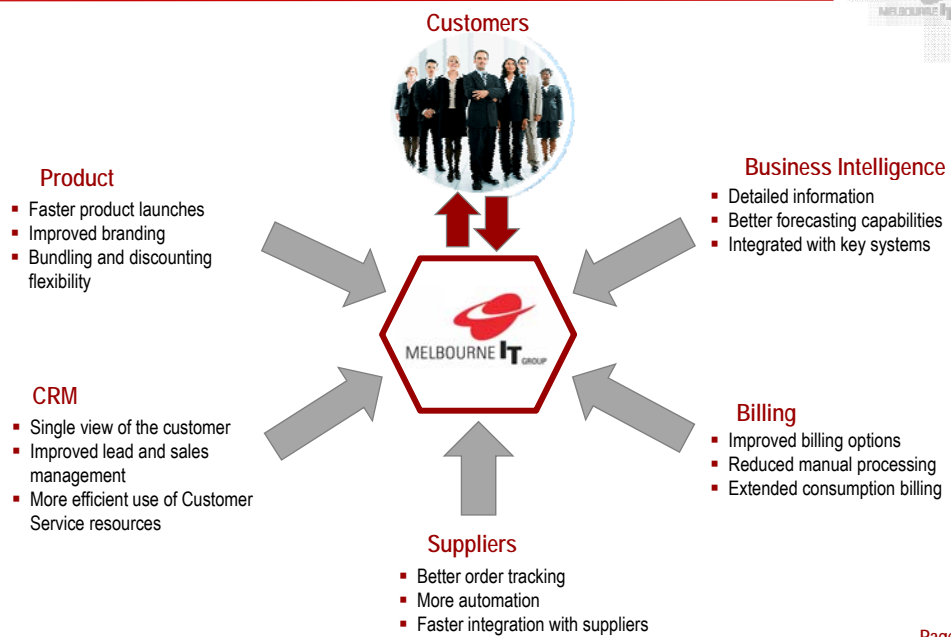 MELBOURNE IT
Customers
Product
Faster product launches
Improved branding
Bundling and discounting
flexibility
Business Intelligence
Detailed information
Better forecasting capabilities
Integrated with key systems
MELBOURNE IT GROUP
CRM
Single view of the customer
Improved lead and sales
management
More efficient use of Customer
Service resources
Billing
Improved billing options
Reduced manual processing
Extended consumption billing
Suppliers
Better order tracking
More automation
Faster integration with suppliers
Page